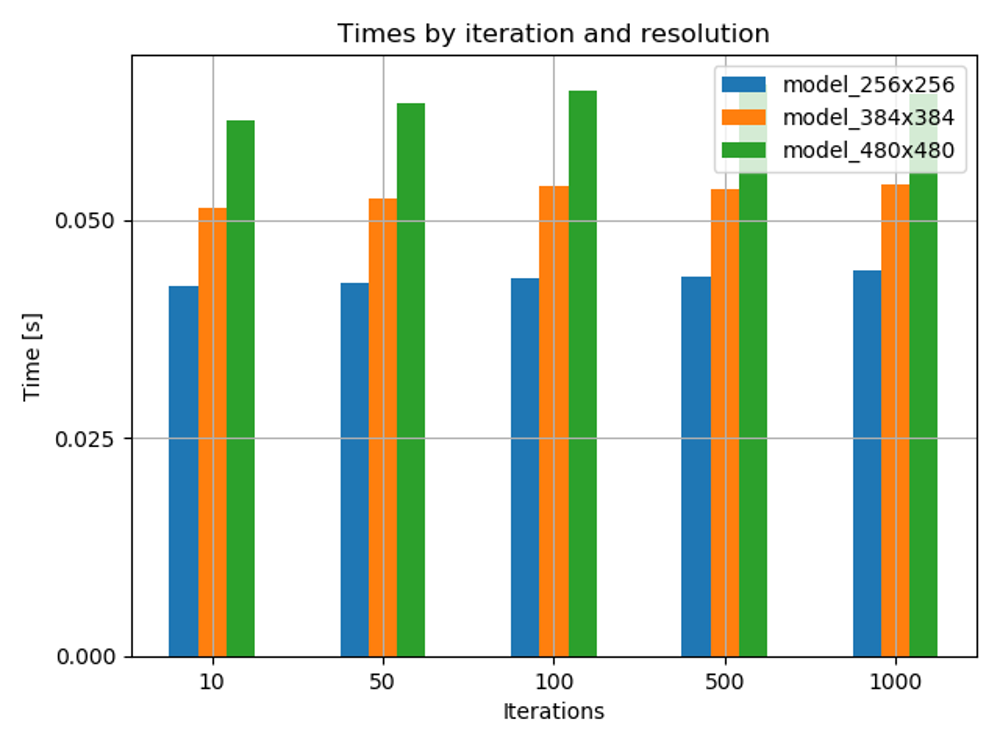 Times by iteration and resolution
model_256x256
model_384x384
model_480x480
Time [s]
0.050
0.025
0.000
10 50 100 500 1000
Iterations